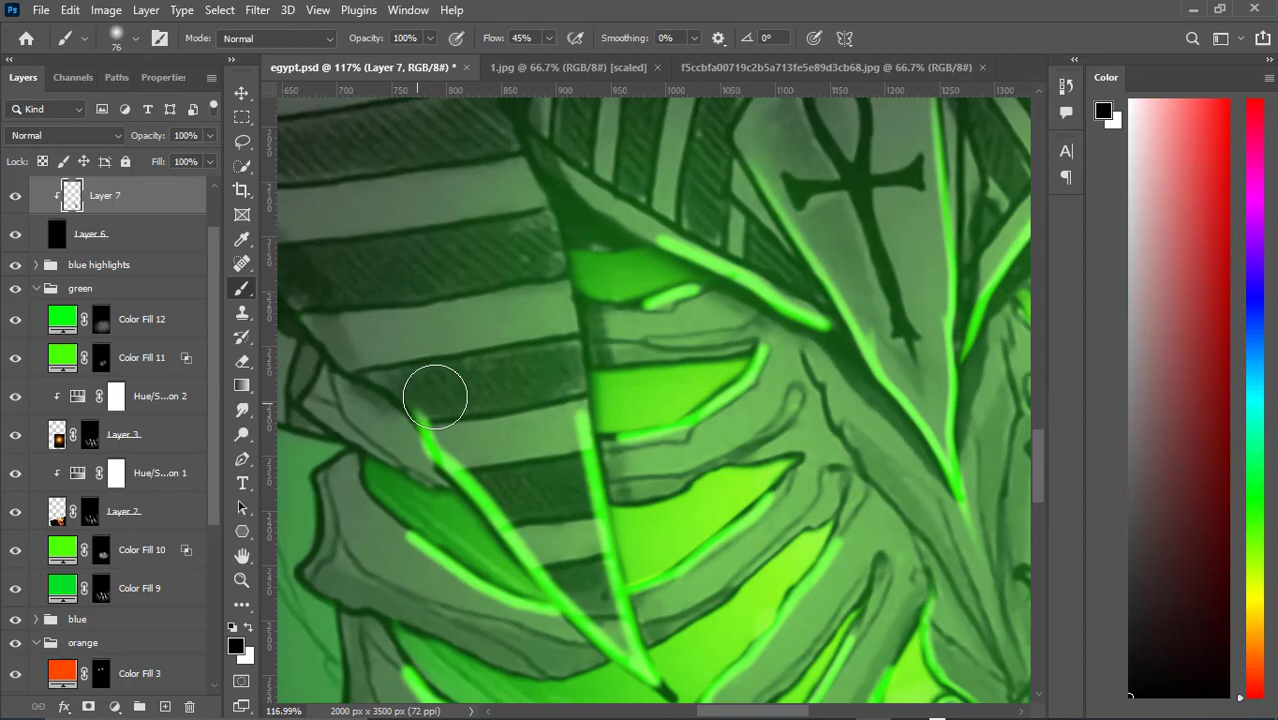 Ps File Edit Image Layer Type Select Filter 3D View Plugins Window Help
76 Mode: Normal Opacity: 100% Flow: 45% Smoothing: 0% 0°
Layers Channels Paths Properties
egypt.psd @ 117% (Layer 7, RGB/8#) * 1.jpg @ 66.7% (RGB/8#) [scaled] f5ccbfa00719c2b5a713fe5e89d3cb68.jpg @ 66.7% (RGB/8#)
Color
650 700 750 800 850 900 950 1000 1050 1100 1150 1200 1250 1300
Kind
Normal Opacity: 100%
Lock: Fill: 100%
Layer 7
Layer 6
blue highlights
green
Color Fill 12
Color Fill 11
Hue/S...on 2
Layer 3
Hue/S...on 1
Layer 2
Color Fill 10
Color Fill 9
blue
orange
Color Fill 3
fx
116.99% 2000 px x 3500 px (72 ppi)